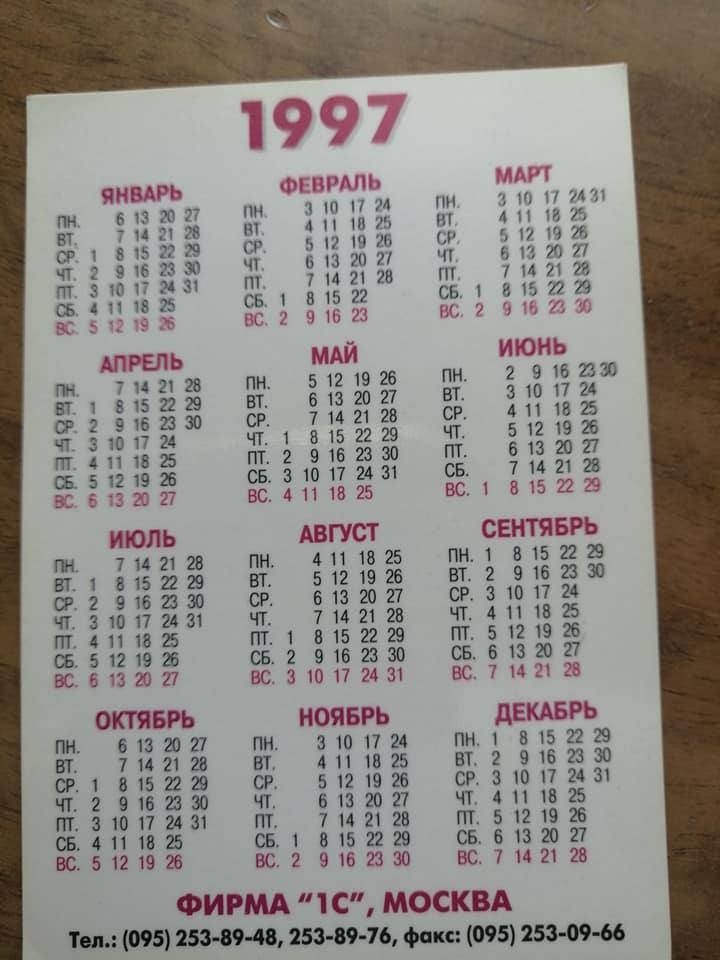 1997
ЯНВАРЬ
ПН. 6 13 20 27
ВТ. 7 14 21 28
СР. 1 8 15 22 29
ЧТ. 2 9 16 23 30
ПТ. 3 10 17 24 31
СБ. 4 11 18 25
ВС. 5 12 19 26
ФЕВРАЛЬ
ПН. 3 10 17 24
ВТ. 4 11 18 25
СР. 5 12 19 26
ЧТ. 6 13 20 27
ПТ. 7 14 21 28
СБ. 1 8 15 22
ВС. 2 9 16 23
МАРТ
ПН. 3 10 17 24 31
ВТ. 4 11 18 25
СР. 5 12 19 26
ЧТ. 6 13 20 27
ПТ. 7 14 21 28
СБ. 1 8 15 22 29
ВС. 2 9 16 23 30
АПРЕЛЬ
ПН. 7 14 21 28
ВТ. 1 8 15 22 29
СР. 2 9 16 23 30
ЧТ. 3 10 17 24
ПТ. 4 11 18 25
СБ. 5 12 19 26
ВС. 6 13 20 27
МАЙ
ПН. 5 12 19 26
ВТ. 6 13 20 27
СР. 7 14 21 28
ЧТ. 1 8 15 22 29
ПТ. 2 9 16 23 30
СБ. 3 10 17 24 31
ВС. 4 11 18 25
ИЮНЬ
ПН. 2 9 16 23 30
ВТ. 3 10 17 24
СР. 4 11 18 25
ЧТ. 5 12 19 26
ПТ. 6 13 20 27
СБ. 7 14 21 28
ВС. 1 8 15 22 29
ИЮЛЬ
ПН. 7 14 21 28
ВТ. 1 8 15 22 29
СР. 2 9 16 23 30
ЧТ. 3 10 17 24 31
ПТ. 4 11 18 25
СБ. 5 12 19 26
ВС. 6 13 20 27
АВГУСТ
ПН. 4 11 18 25
ВТ. 5 12 19 26
СР. 6 13 20 27
ЧТ. 7 14 21 28
ПТ. 1 8 15 22 29
СБ. 2 9 16 23 30
ВС. 3 10 17 24 31
СЕНТЯБРЬ
ПН. 1 8 15 22 29
ВТ. 2 9 16 23 30
СР. 3 10 17 24
ЧТ. 4 11 18 25
ПТ. 5 12 19 26
СБ. 6 13 20 27
ВС. 7 14 21 28
ОКТЯБРЬ
ПН. 6 13 20 27
ВТ. 7 14 21 28
СР. 1 8 15 22 29
ЧТ. 2 9 16 23 30
ПТ. 3 10 17 24 31
СБ. 4 11 18 25
ВС. 5 12 19 26
НОЯБРЬ
ПН. 3 10 17 24
ВТ. 4 11 18 25
СР. 5 12 19 26
ЧТ. 6 13 20 27
ПТ. 7 14 21 28
СБ. 1 8 15 22 29
ВС. 2 9 16 23 30
ДЕКАБРЬ
ПН. 1 8 15 22 29
ВТ. 2 9 16 23 30
СР. 3 10 17 24 31
ЧТ. 4 11 18 25
ПТ. 5 12 19 26
СБ. 6 13 20 27
ВС. 7 14 21 28
ФИРМА "1С", МОСКВА
Тел.: (095) 253-89-48, 253-89-76, факс: (095) 253-09-66